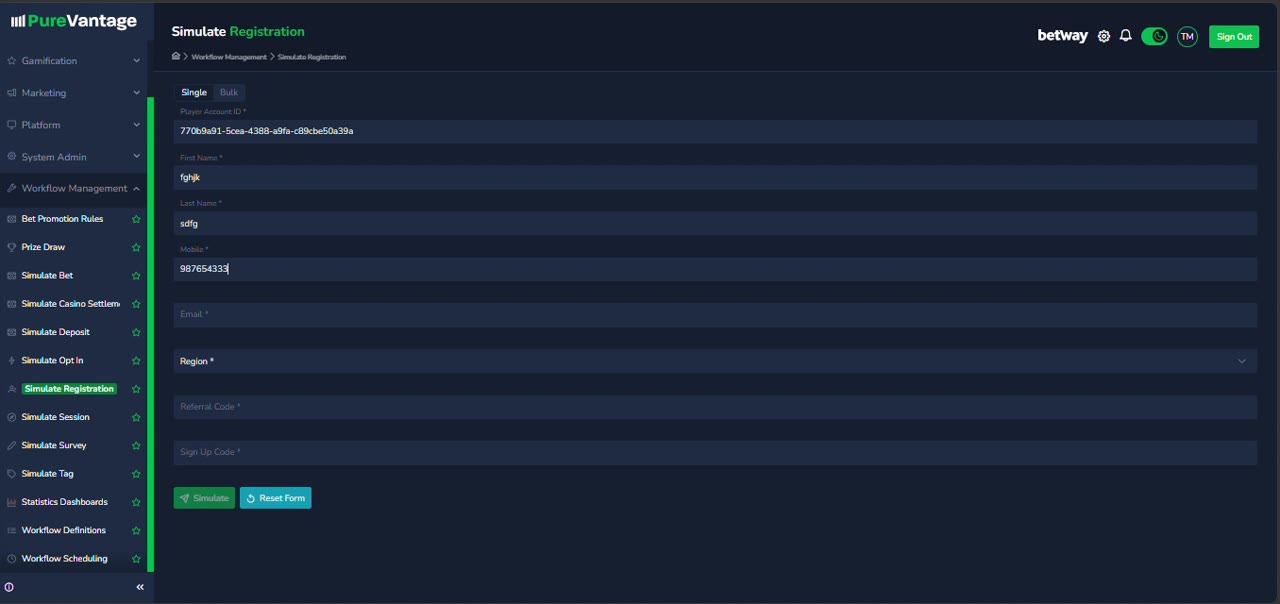 PureVantage
Gamification
Marketing
Platform
System Admin
Workflow Management
Bet Promotion Rules
Prize Draw
Simulate Bet
Simulate Casino Settlem
Simulate Deposit
Simulate Opt In
Simulate Registration
Simulate Session
Simulate Survey
Simulate Tag
Statistics Dashboards
Workflow Definitions
Workflow Scheduling
Simulate Registration
Workflow Management > Simulate Registration
betway TM Sign Out
Single Bulk
Player Account ID *
770b9a91-5cea-4388-a9fa-c89cbe50a39a
First Name *
fghjk
Last Name *
sdfg
Mobile *
987654333
Email *
Region *
Referral Code *
Sign Up Code *
Simulate Reset Form